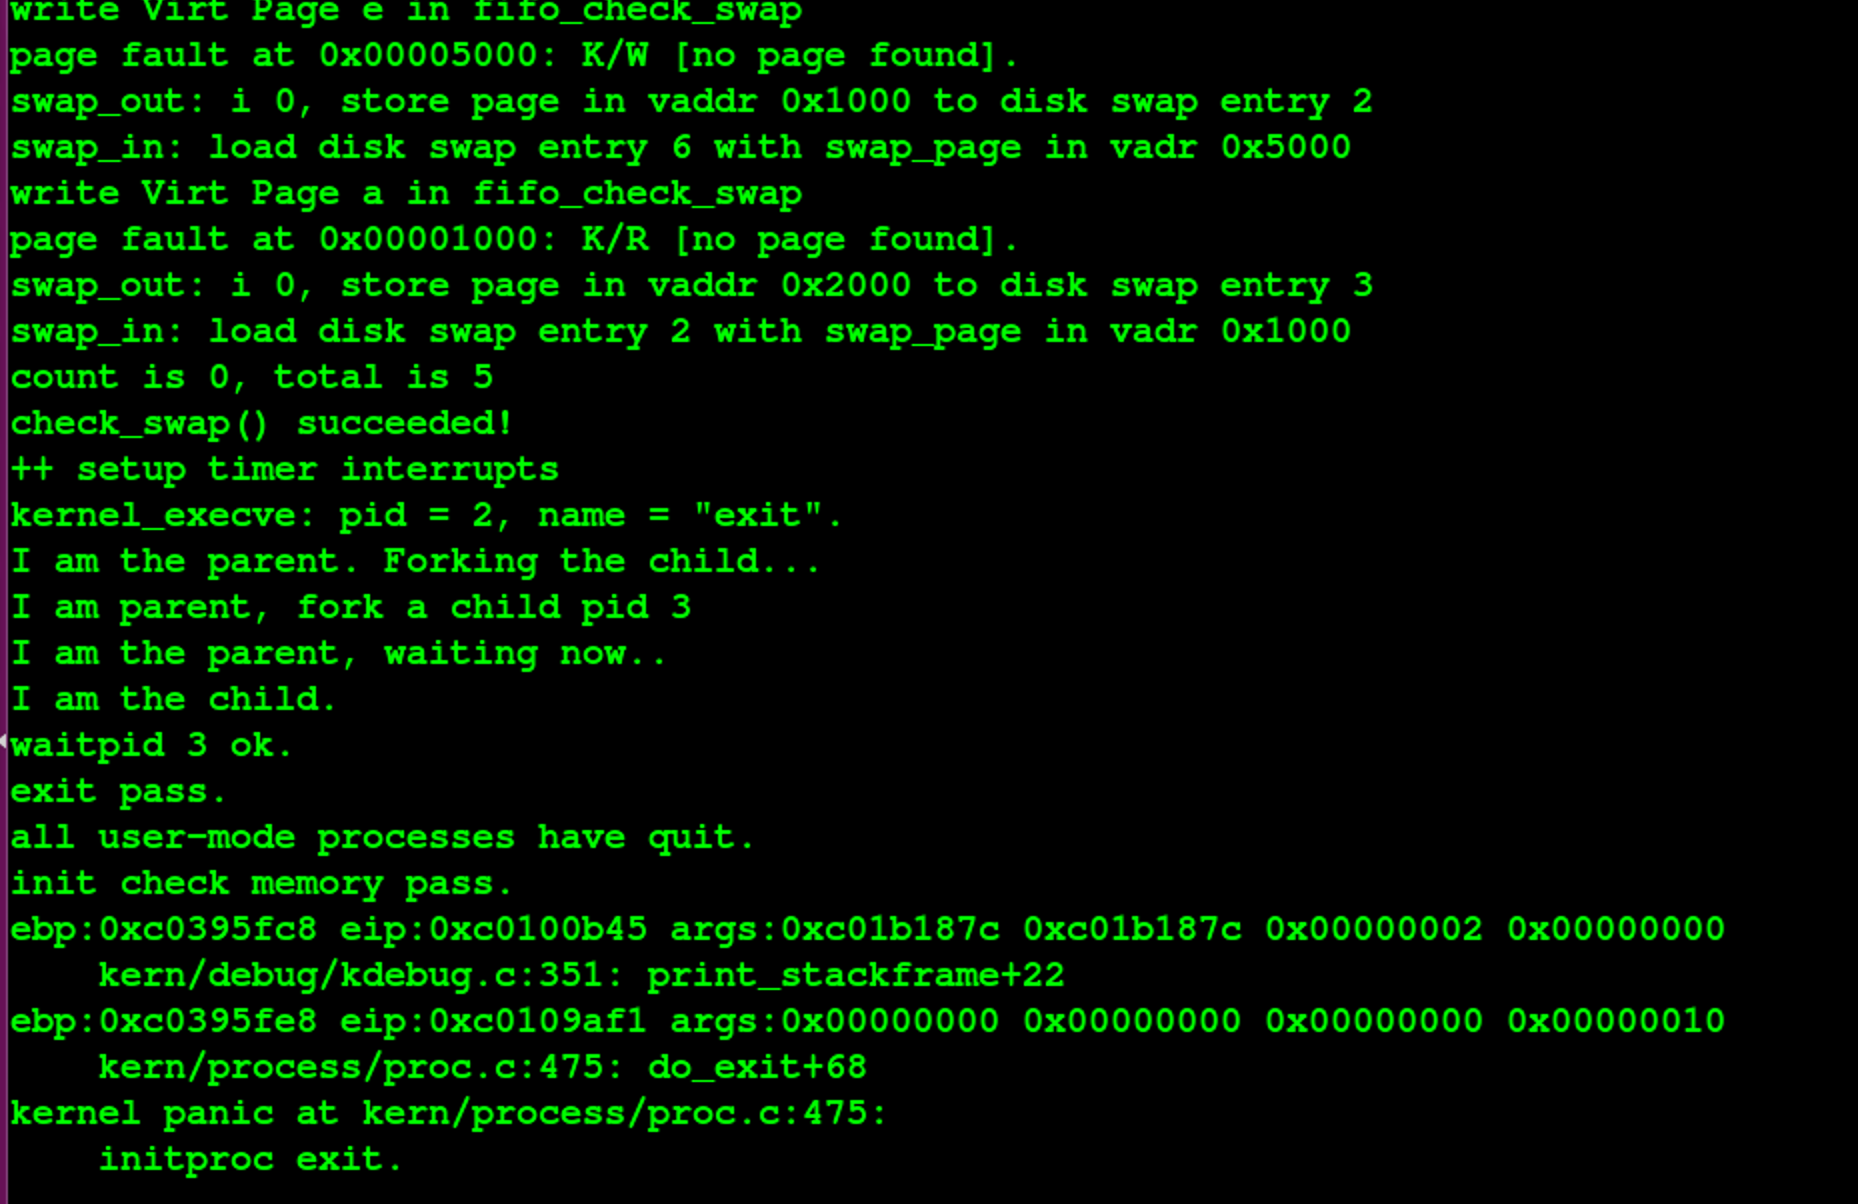 write Virt Page e in fifo_check_swap
page fault at 0x00005000: K/W [no page found].
swap_out: i 0, store page in vaddr 0x1000 to disk swap entry 2
swap_in: load disk swap entry 6 with swap_page in vadr 0x5000
write Virt Page a in fifo_check_swap
page fault at 0x00001000: K/R [no page found].
swap_out: i 0, store page in vaddr 0x2000 to disk swap entry 3
swap_in: load disk swap entry 2 with swap_page in vadr 0x1000
count is 0, total is 5
check_swap() succeeded!
++ setup timer interrupts
kernel_execve: pid = 2, name = "exit".
I am the parent. Forking the child...
I am parent, fork a child pid 3
I am the parent, waiting now..
I am the child.
waitpid 3 ok.
exit pass.
all user-mode processes have quit.
init check memory pass.
ebp:0xc0395fc8 eip:0xc0100b45 args:0xc01b187c 0xc01b187c 0x00000002 0x00000000
    kern/debug/kdebug.c:351: print_stackframe+22
ebp:0xc0395fe8 eip:0xc0109af1 args:0x00000000 0x00000000 0x00000000 0x00000010
    kern/process/proc.c:475: do_exit+68
kernel panic at kern/process/proc.c:475:
    initproc exit.